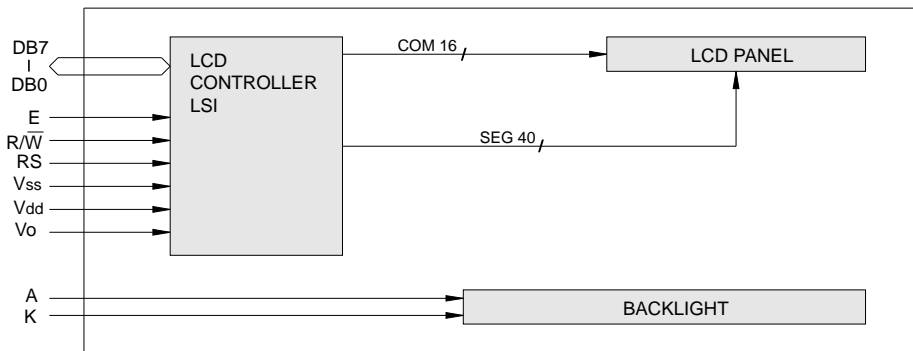 DB7
I
DB0
E
R/W̅
RS
Vss
Vdd
Vo
A
K
LCD
CONTROLLER
LSI
COM 16
SEG 40
LCD PANEL
BACKLIGHT